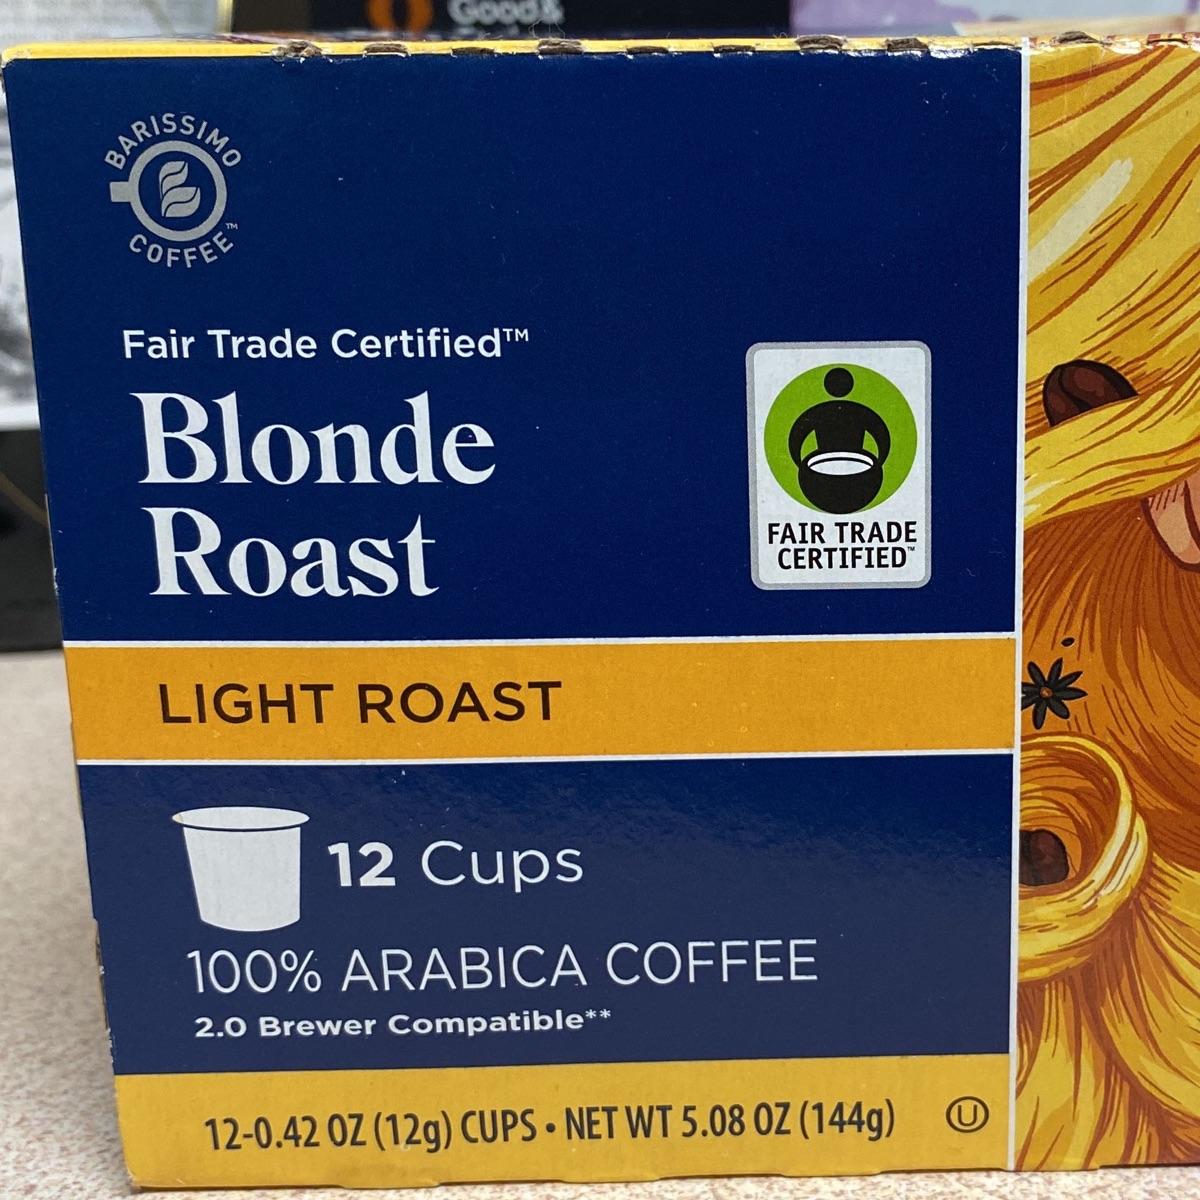 Good&
BARISSIMO
COFFEE™
Fair Trade Certified™
Blonde
Roast
FAIR TRADE
CERTIFIED™
LIGHT ROAST
12 Cups
100% ARABICA COFFEE
2.0 Brewer Compatible**
12-0.42 OZ (12g) CUPS • NET WT 5.08 OZ (144g)
U